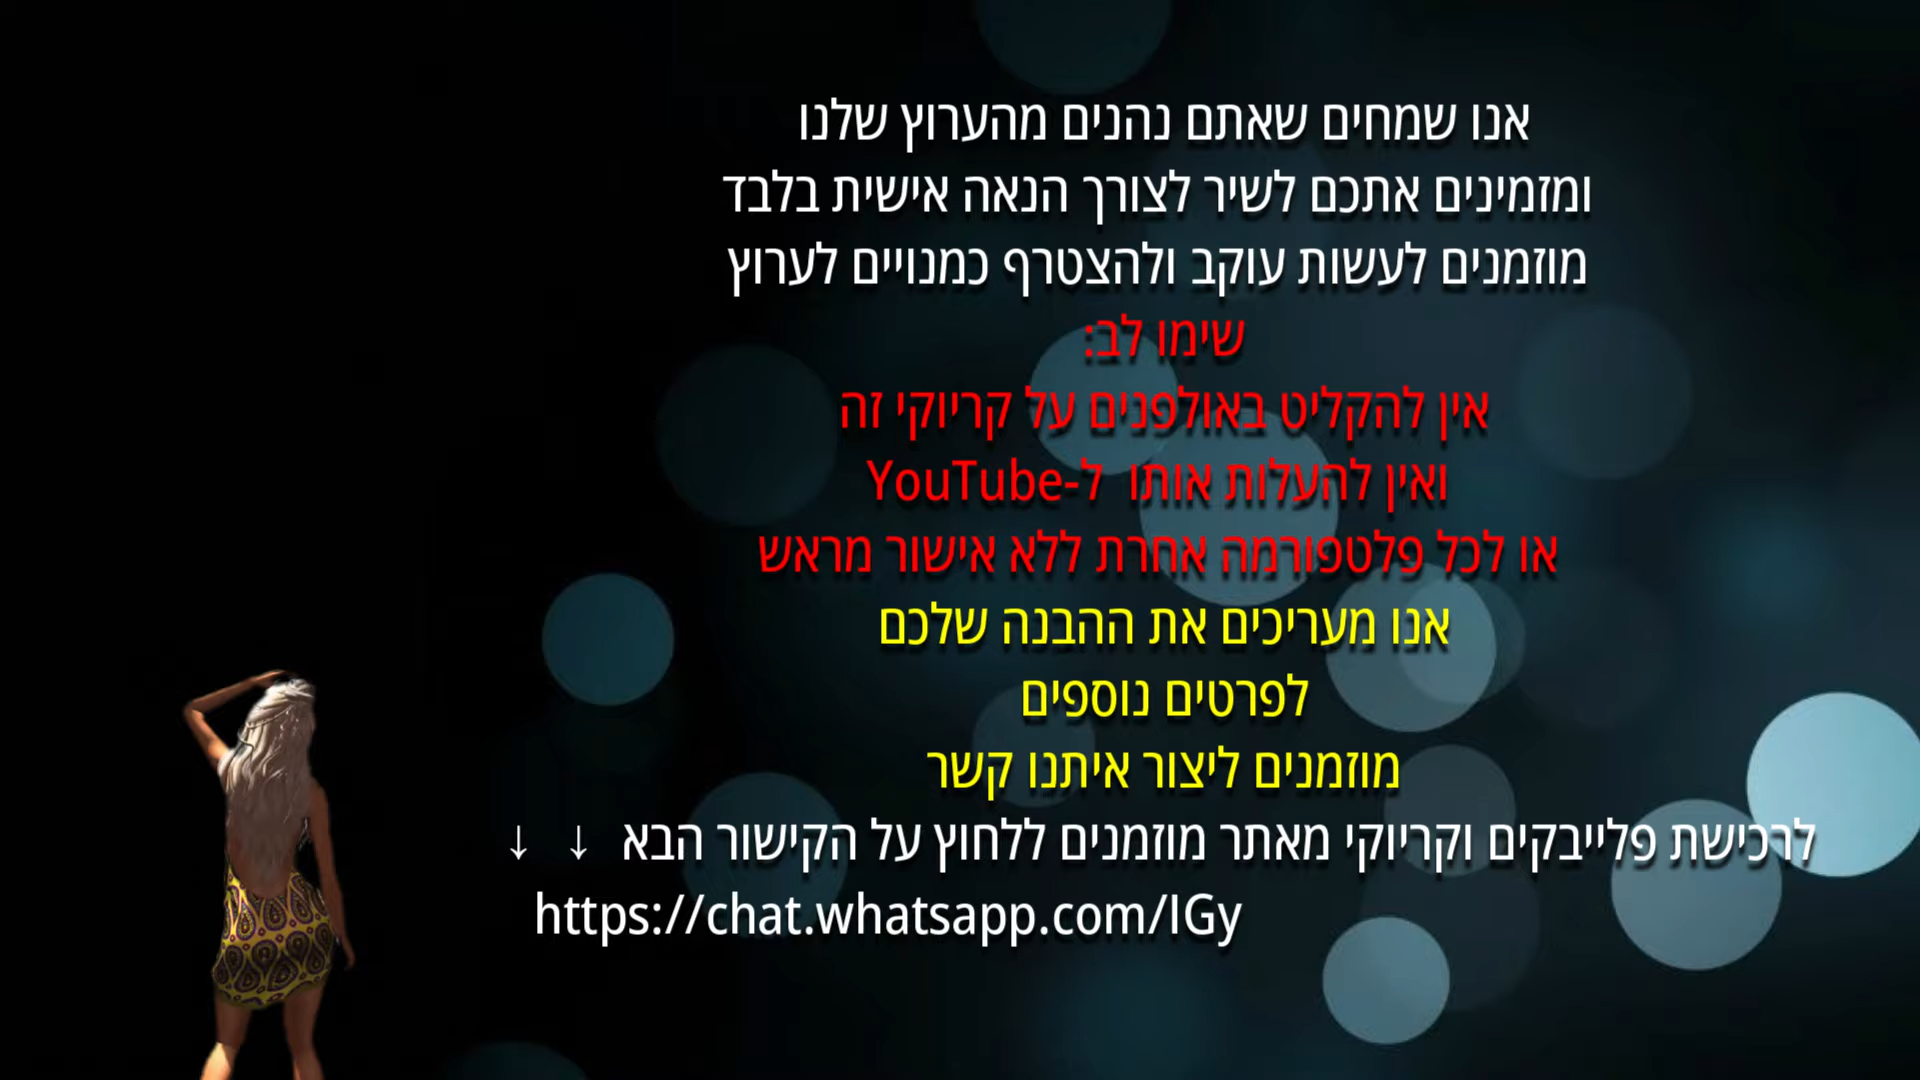 אנו שמחים שאתם נהנים מהערוץ שלנו
ומזמינים אתכם לשיר לצורך הנאה אישית בלבד
מוזמנים לעשות עוקב ולהצטרף כמנויים לערוץ
שימו לב:
אין להקליט באולפנים על קריוקי זה
ואין להעלות אותו  ל-YouTube
או לכל פלטפורמה אחרת ללא אישור מראש
אנו מעריכים את ההבנה שלכם
לפרטים נוספים
מוזמנים ליצור איתנו קשר
לרכישת פלייבקים וקריוקי מאתר מוזמנים ללחוץ על הקישור הבא ↓ ↓
https://chat.whatsapp.com/IGy